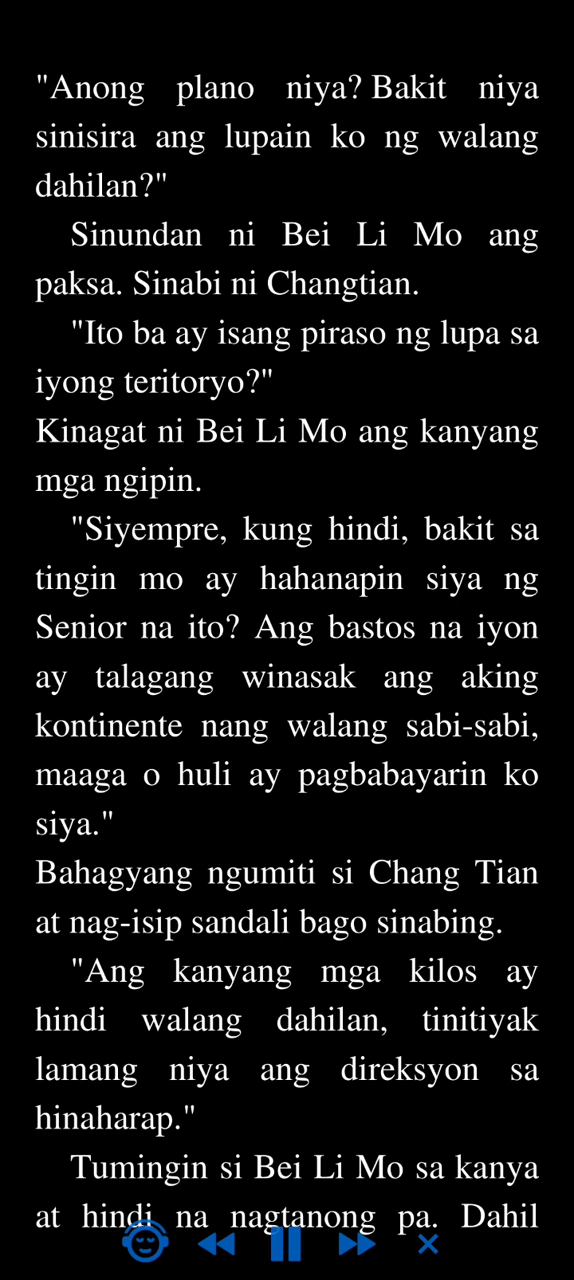 "Anong plano niya? Bakit niya
sinisira ang lupain ko ng walang
dahilan?"
Sinundan ni Bei Li Mo ang
paksa. Sinabi ni Changtian.
"Ito ba ay isang piraso ng lupa sa
iyong teritoryo?"
Kinagat ni Bei Li Mo ang kanyang
mga ngipin.
"Siyempre, kung hindi, bakit sa
tingin mo ay hahanapin siya ng
Senior na ito? Ang bastos na iyon
ay talagang winasak ang aking
kontinente nang walang sabi-sabi,
maaga o huli ay pagbabayarin ko
siya."
Bahagyang ngumiti si Chang Tian
at nag-isip sandali bago sinabing.
"Ang kanyang mga kilos ay
hindi walang dahilan, tinitiyak
lamang niya ang direksyon sa
hinaharap."
Tumingin si Bei Li Mo sa kanya
at hindi na nagtanong pa. Dahil